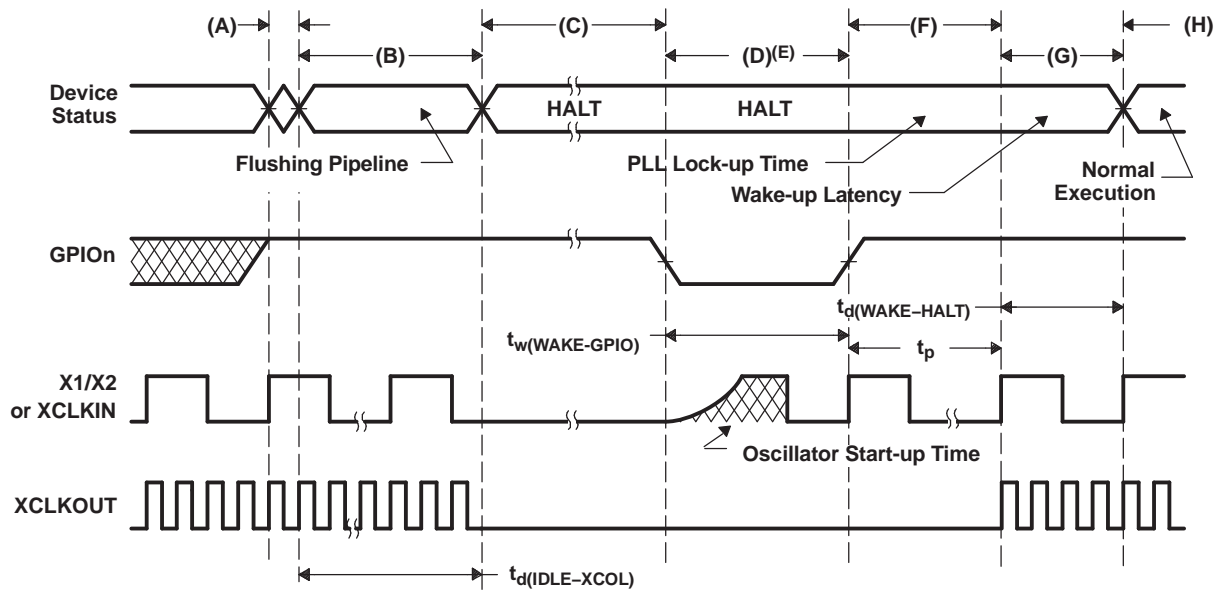 (A)
(B)
(C)
(D)(E)
(F)
(G)
(H)
Device
Status
HALT
HALT
Flushing Pipeline
PLL Lock-up Time
Wake-up Latency
Normal
Execution
GPIOn
td(WAKE–HALT)
tw(WAKE-GPIO)
tp
X1/X2
or XCLKIN
Oscillator Start-up Time
XCLKOUT
td(IDLE–XCOL)